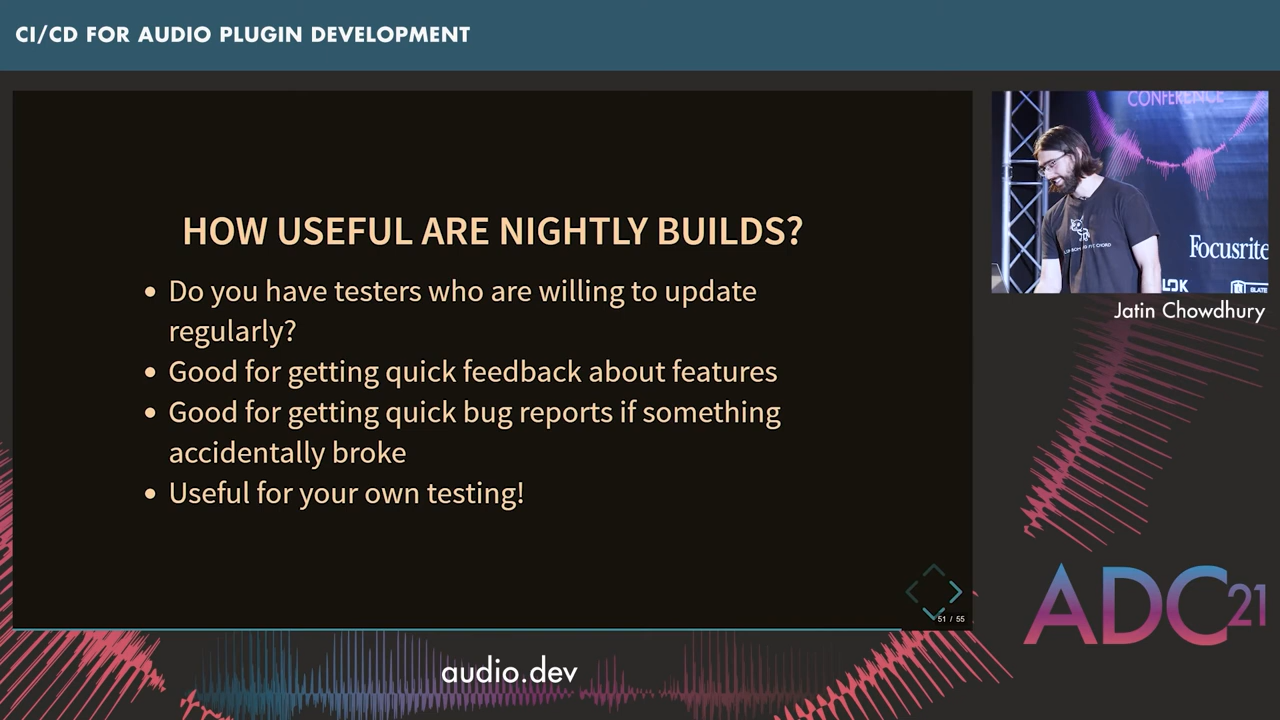 CI/CD FOR AUDIO PLUGIN DEVELOPMENT
HOW USEFUL ARE NIGHTLY BUILDS?
• Do you have testers who are willing to update
regularly?
• Good for getting quick feedback about features
• Good for getting quick bug reports if something
accidentally broke
• Useful for your own testing!
51 / 55
CONFERENCE
Focusrite
Jatin Chowdhury
ADC21
audio.dev